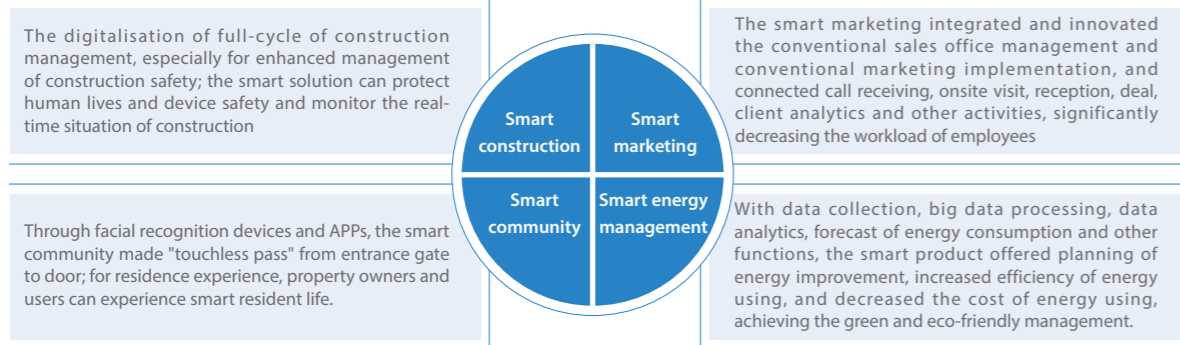 The digitalisation of full-cycle of construction
management, especially for enhanced management
of construction safety; the smart solution can protect
human lives and device safety and monitor the real-
time situation of construction
The smart marketing integrated and innovated
the conventional sales office management and
conventional marketing implementation, and
connected call receiving, onsite visit, reception, deal,
client analytics and other activities, significantly
decreasing the workload of employees
Smart
construction
Smart
marketing
Smart
community
Smart energy
management
Through facial recognition devices and APPs, the smart
community made "touchless pass" from entrance gate
to door; for residence experience, property owners and
users can experience smart resident life.
With data collection, big data processing, data
analytics, forecast of energy consumption and other
functions, the smart product offered planning of
energy improvement, increased efficiency of energy
using, and decreased the cost of energy using,
achieving the green and eco-friendly management.